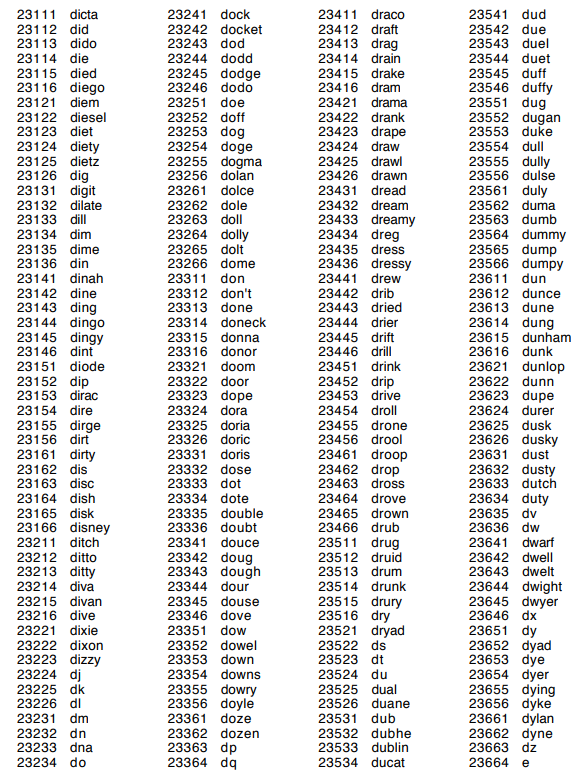 23111 dicta
23112 did
23113 dido
23114 die
23115 died
23116 diego
23121 diem
23122 diesel
23123 diet
23124 diety
23125 dietz
23126 dig
23131 digit
23132 dilate
23133 dill
23134 dim
23135 dime
23136 din
23141 dinah
23142 dine
23143 ding
23144 dingo
23145 dingy
23146 dint
23151 diode
23152 dip
23153 dirac
23154 dire
23155 dirge
23156 dirt
23161 dirty
23162 dis
23163 disc
23164 dish
23165 disk
23166 disney
23211 ditch
23212 ditto
23213 ditty
23214 diva
23215 divan
23216 dive
23221 dixie
23222 dixon
23223 dizzy
23224 dj
23225 dk
23226 dl
23231 dm
23232 dn
23233 dna
23234 do
23241 dock
23242 docket
23243 dod
23244 dodd
23245 dodge
23246 dodo
23251 doe
23252 doff
23253 dog
23254 doge
23255 dogma
23256 dolan
23261 dolce
23262 dole
23263 doll
23264 dolly
23265 dolt
23266 dome
23311 don
23312 don't
23313 done
23314 doneck
23315 donna
23316 donor
23321 doom
23322 door
23323 dope
23324 dora
23325 doria
23326 doric
23331 doris
23332 dose
23333 dot
23334 dote
23335 double
23336 doubt
23341 douce
23342 doug
23343 dough
23344 dour
23345 douse
23346 dove
23351 dow
23352 dowel
23353 down
23354 downs
23355 dowry
23356 doyle
23361 doze
23362 dozen
23363 dp
23364 dq
23411 draco
23412 draft
23413 drag
23414 drain
23415 drake
23416 dram
23421 drama
23422 drank
23423 drape
23424 draw
23425 drawl
23426 drawn
23431 dread
23432 dream
23433 dreamy
23434 dreg
23435 dress
23436 dressy
23441 drew
23442 drib
23443 dried
23444 drier
23445 drift
23446 drill
23451 drink
23452 drip
23453 drive
23454 droll
23455 drone
23456 drool
23461 droop
23462 drop
23463 dross
23464 drove
23465 drown
23466 drub
23511 drug
23512 druid
23513 drum
23514 drunk
23515 drury
23516 dry
23521 dryad
23522 ds
23523 dt
23524 du
23525 dual
23526 duane
23531 dub
23532 dubhe
23533 dublin
23534 ducat
23541 dud
23542 due
23543 duel
23544 duet
23545 duff
23546 duffy
23551 dug
23552 dugan
23553 duke
23554 dull
23555 dully
23556 dulse
23561 duly
23562 duma
23563 dumb
23564 dummy
23565 dump
23566 dumpy
23611 dun
23612 dunce
23613 dune
23614 dung
23615 dunham
23616 dunk
23621 dunlop
23622 dunn
23623 dupe
23624 durer
23625 dusk
23626 dusky
23631 dust
23632 dusty
23633 dutch
23634 duty
23635 dv
23636 dw
23641 dwarf
23642 dwell
23643 dwelt
23644 dwight
23645 dwyer
23646 dx
23651 dy
23652 dyad
23653 dye
23654 dyer
23655 dying
23656 dyke
23661 dylan
23662 dyne
23663 dz
23664 e